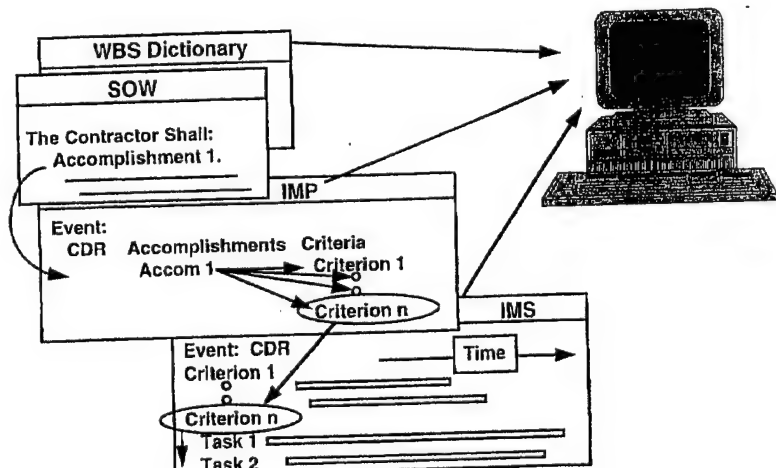 WBS Dictionary
SOW
The Contractor Shall:
Accomplishment 1.
IMP
Event:
CDR Accomplishments Criteria
Accom 1 Criterion 1
Criterion n
IMS
Event: CDR
Time
Criterion 1
Criterion n
Task 1
Task 2